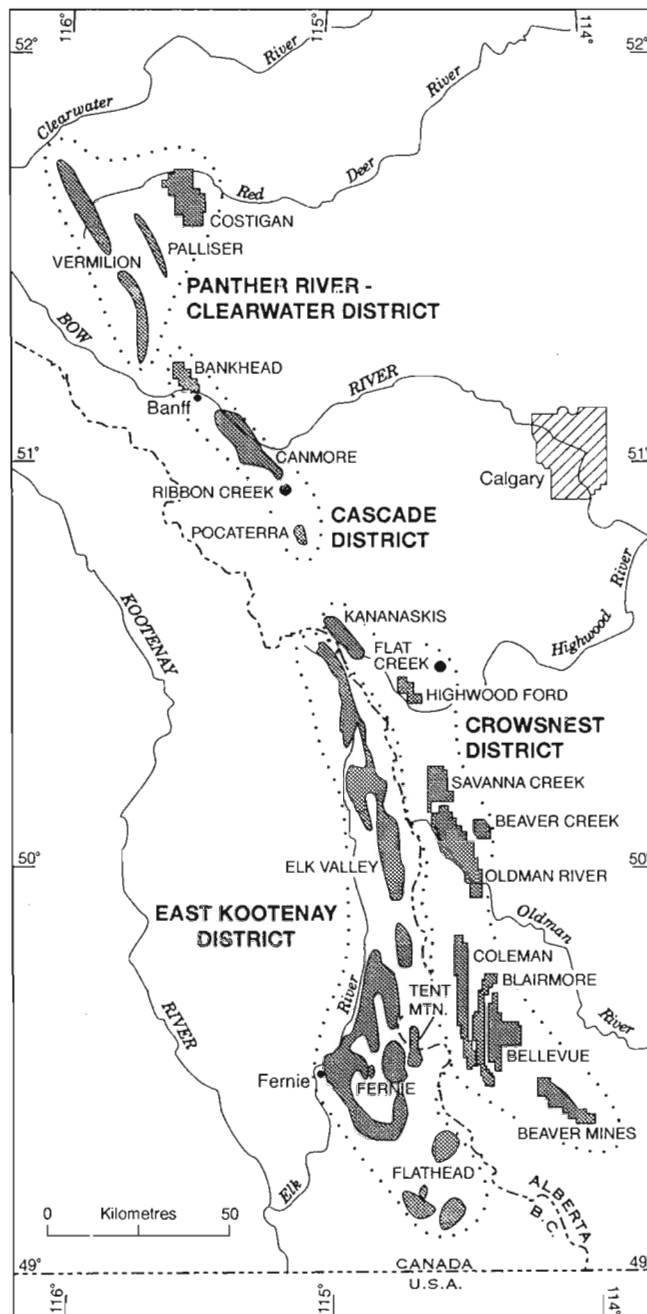 116°
115°
114°
52°
52°
Clearwater
River
River
Red
Deer
COSTIGAN
VERMILION
PALLISER
PANTHER RIVER -
CLEARWATER DISTRICT
BOW
RIVER
BANKHEAD
Banff
51°
51°
CANMORE
Calgary
RIBBON CREEK
CASCADE
DISTRICT
POCATERRA
River
Highwood
KOOTENAY
RIVER
KANANASKIS
FLAT
CREEK
HIGHWOOD FORD
CROWSNEST
DISTRICT
SAVANNA CREEK
BEAVER CREEK
50°
50°
ELK VALLEY
OLDMAN RIVER
Oldman
River
EAST KOOTENAY
DISTRICT
COLEMAN
BLAIRMORE
TENT
MTN.
River
BELLEVUE
Fernie
FERNIE
BEAVER MINES
FLATHEAD
Elk
ALBERTA
B.C.
0 Kilometres 50
49°
49°
CANADA
U.S.A.
116°
115°
114°